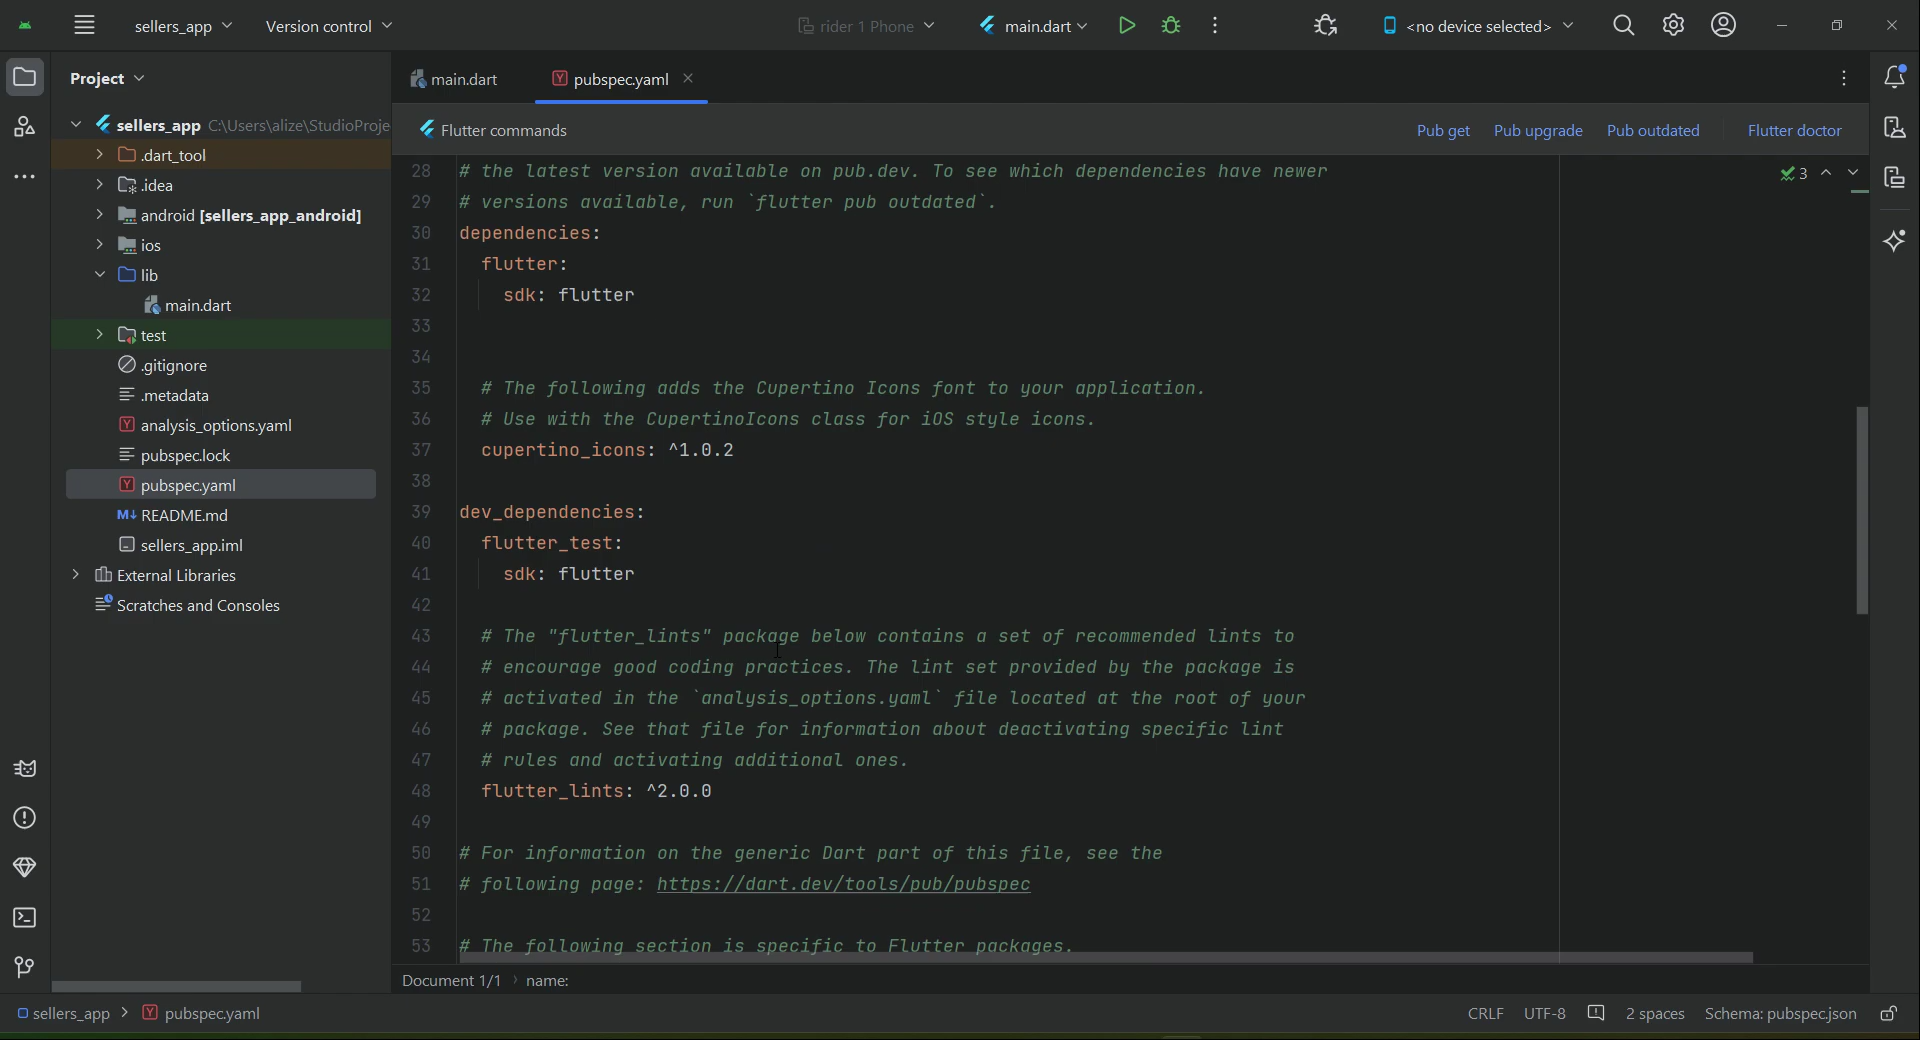 sellers_app
Version control
rider 1 Phone
main.dart
<no device selected>
Project
main.dart
pubspec.yaml
sellers_app C:\Users\alize\StudioProje
Flutter commands
Pub get
Pub upgrade
Pub outdated
Flutter doctor
.dart_tool
.idea
android [sellers_app_android]
ios
lib
main.dart
test
.gitignore
.metadata
analysis_options.yaml
pubspec.lock
pubspec.yaml
README.md
sellers_app.iml
External Libraries
Scratches and Consoles
3
28 # the latest version available on pub.dev. To see which dependencies have newer
29 # versions available, run `flutter pub outdated`.
30 dependencies:
31 flutter:
32 sdk: flutter
33
34
35 # The following adds the Cupertino Icons font to your application.
36 # Use with the CupertinoIcons class for iOS style icons.
37 cupertino_icons: ^1.0.2
38
39 dev_dependencies:
40 flutter_test:
41 sdk: flutter
42
43 # The "flutter_lints" package below contains a set of recommended lints to
44 # encourage good coding practices. The lint set provided by the package is
45 # activated in the `analysis_options.yaml` file located at the root of your
46 # package. See that file for information about deactivating specific lint
47 # rules and activating additional ones.
48 flutter_lints: ^2.0.0
49
50 # For information on the generic Dart part of this file, see the
51 # following page: https://dart.dev/tools/pub/pubspec
52
53 # The following section is specific to Flutter packages.
Document 1/1 › name:
sellers_app > pubspec.yaml
CRLF
UTF-8
2 spaces
Schema: pubspec.json